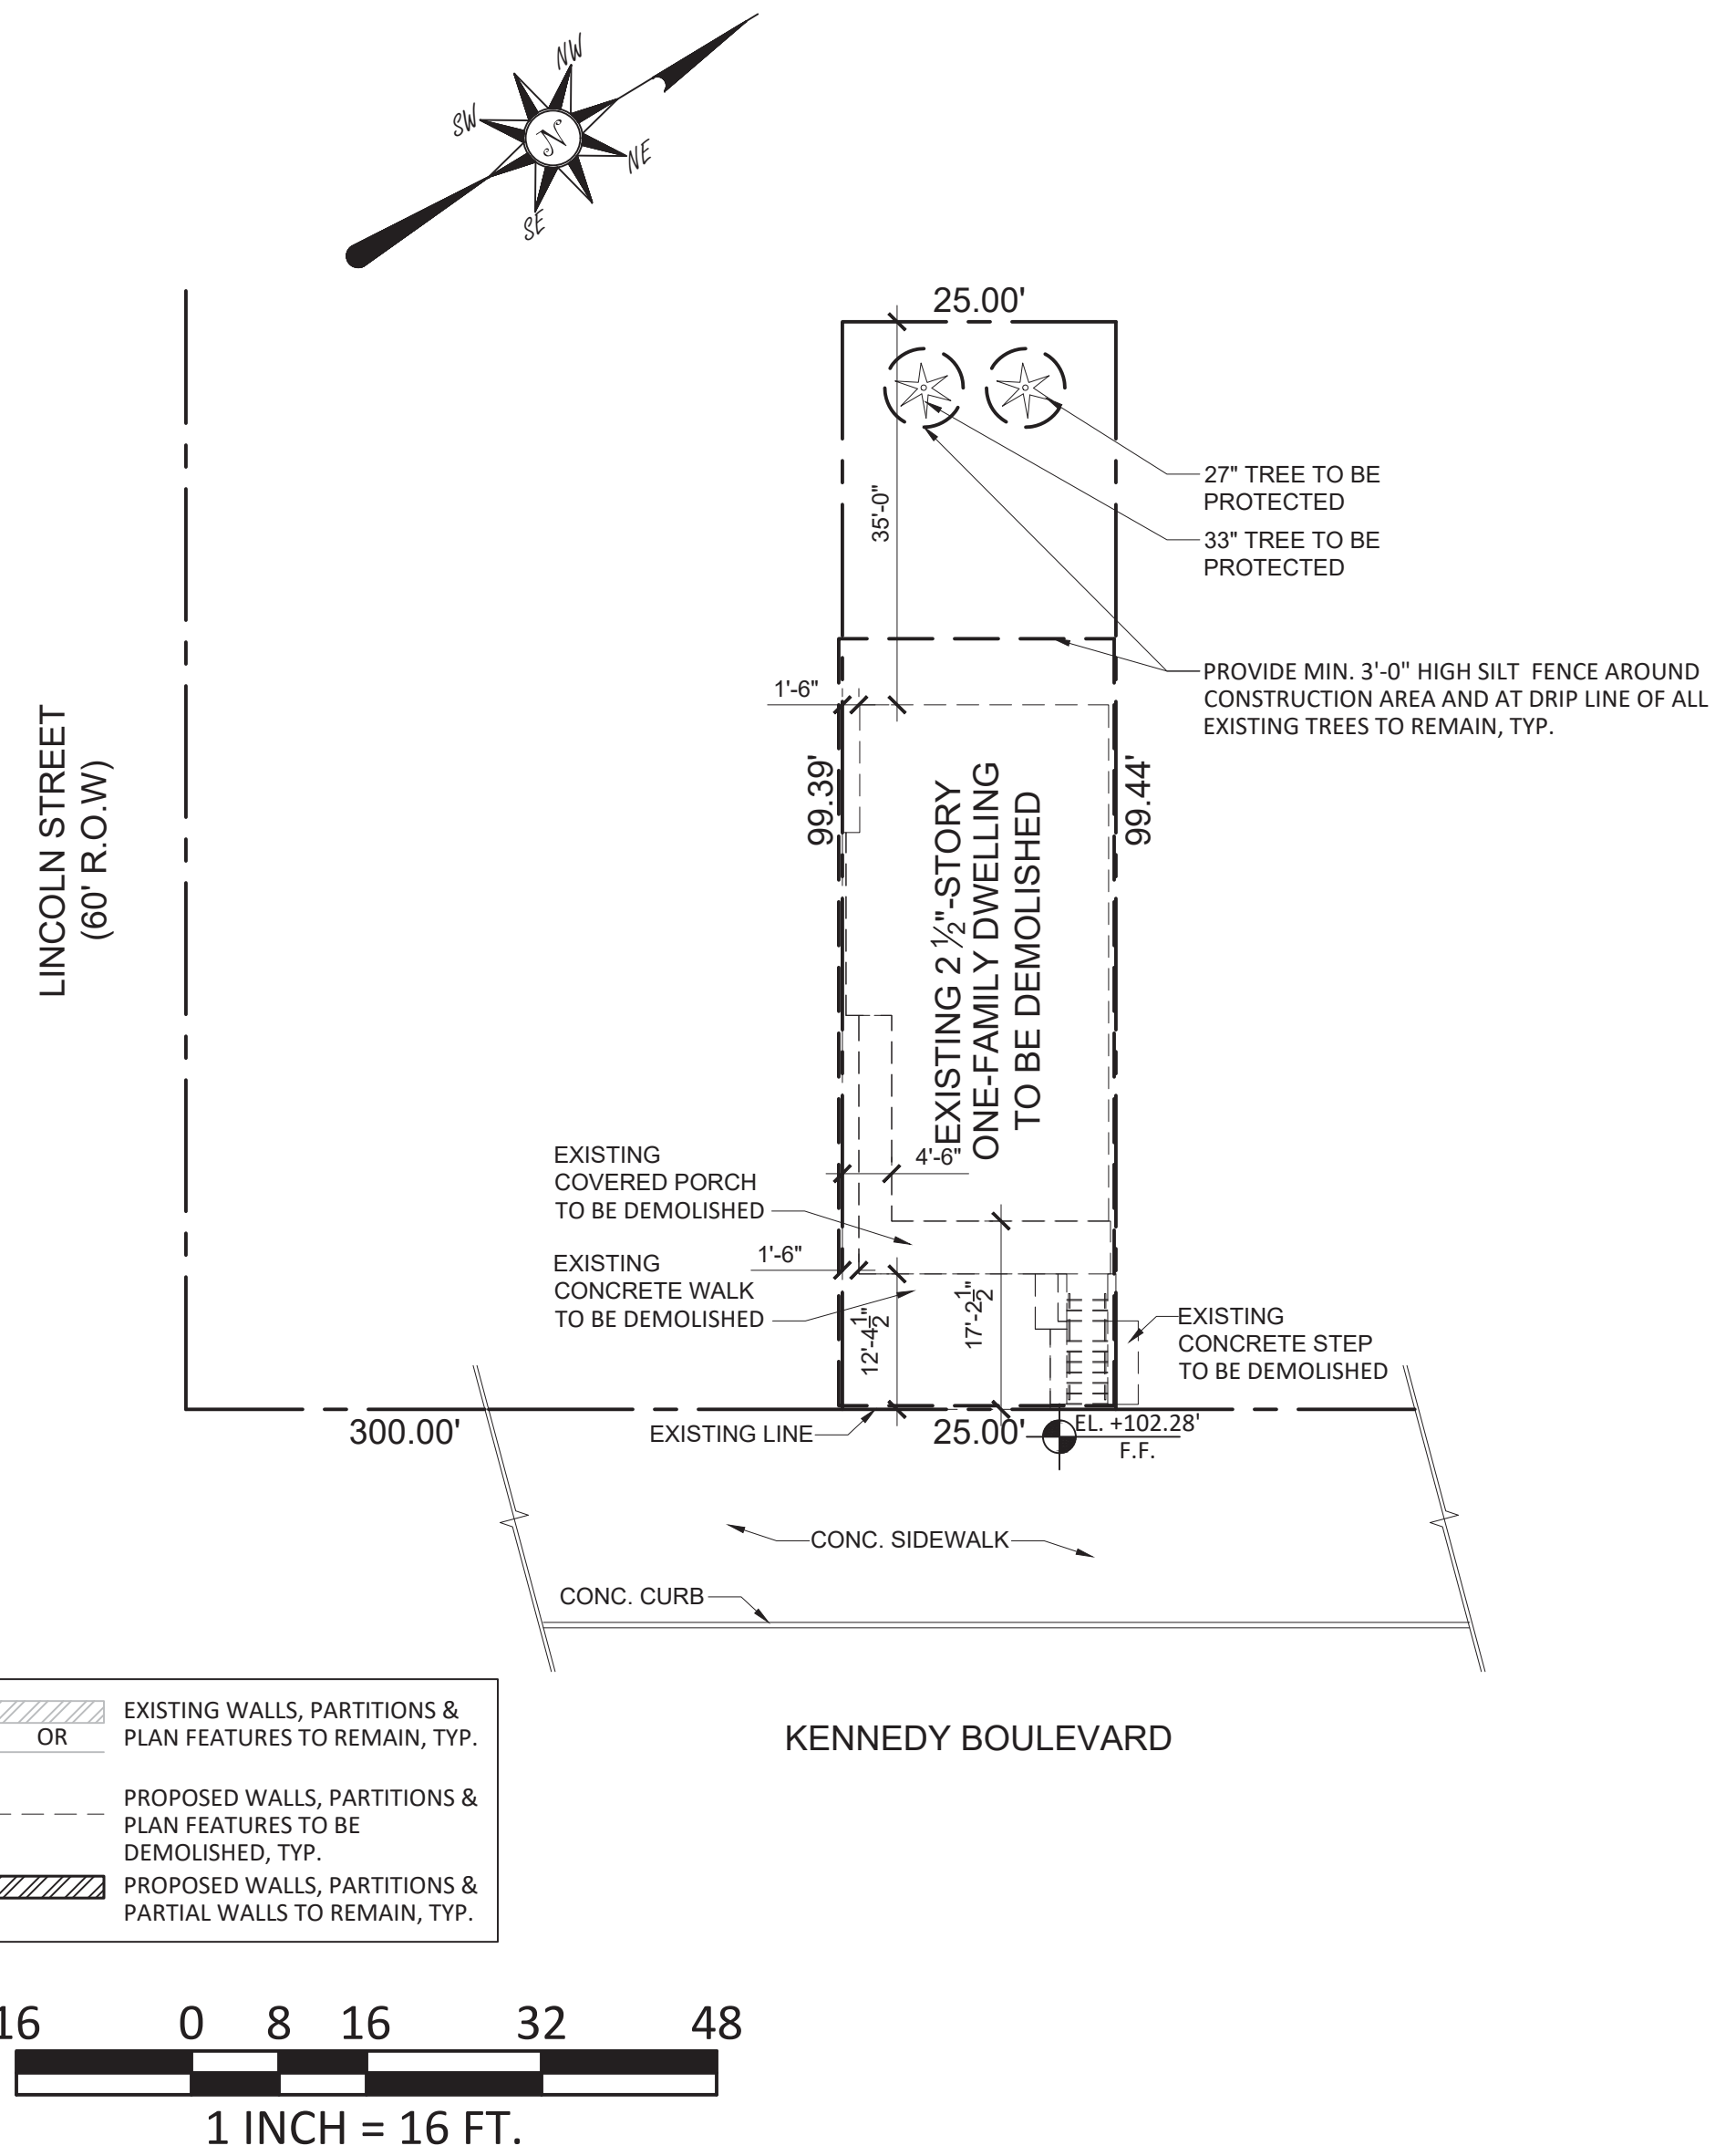 NW
SW
N
NE
SE
25.00'
27" TREE TO BE
PROTECTED
35'-0"
33" TREE TO BE
PROTECTED
PROVIDE MIN. 3'-0" HIGH SILT FENCE AROUND
CONSTRUCTION AREA AND AT DRIP LINE OF ALL
EXISTING TREES TO REMAIN, TYP.
1'-6"
LINCOLN STREET
(60' R.O.W)
99.39'
EXISTING 2 ½"-STORY
ONE-FAMILY DWELLING
TO BE DEMOLISHED
99.44'
4'-6"
EXISTING
COVERED PORCH
TO BE DEMOLISHED
1'-6"
EXISTING
CONCRETE WALK
TO BE DEMOLISHED
12'-4½"
17'-2½"
EXISTING
CONCRETE STEP
TO BE DEMOLISHED
300.00'
EXISTING LINE
25.00'
EL. +102.28'
F.F.
CONC. SIDEWALK
CONC. CURB
KENNEDY BOULEVARD
EXISTING WALLS, PARTITIONS &
OR
PLAN FEATURES TO REMAIN, TYP.
PROPOSED WALLS, PARTITIONS &
PLAN FEATURES TO BE
DEMOLISHED, TYP.
PROPOSED WALLS, PARTITIONS &
PARTIAL WALLS TO REMAIN, TYP.
16 0 8 16 32 48
1 INCH = 16 FT.